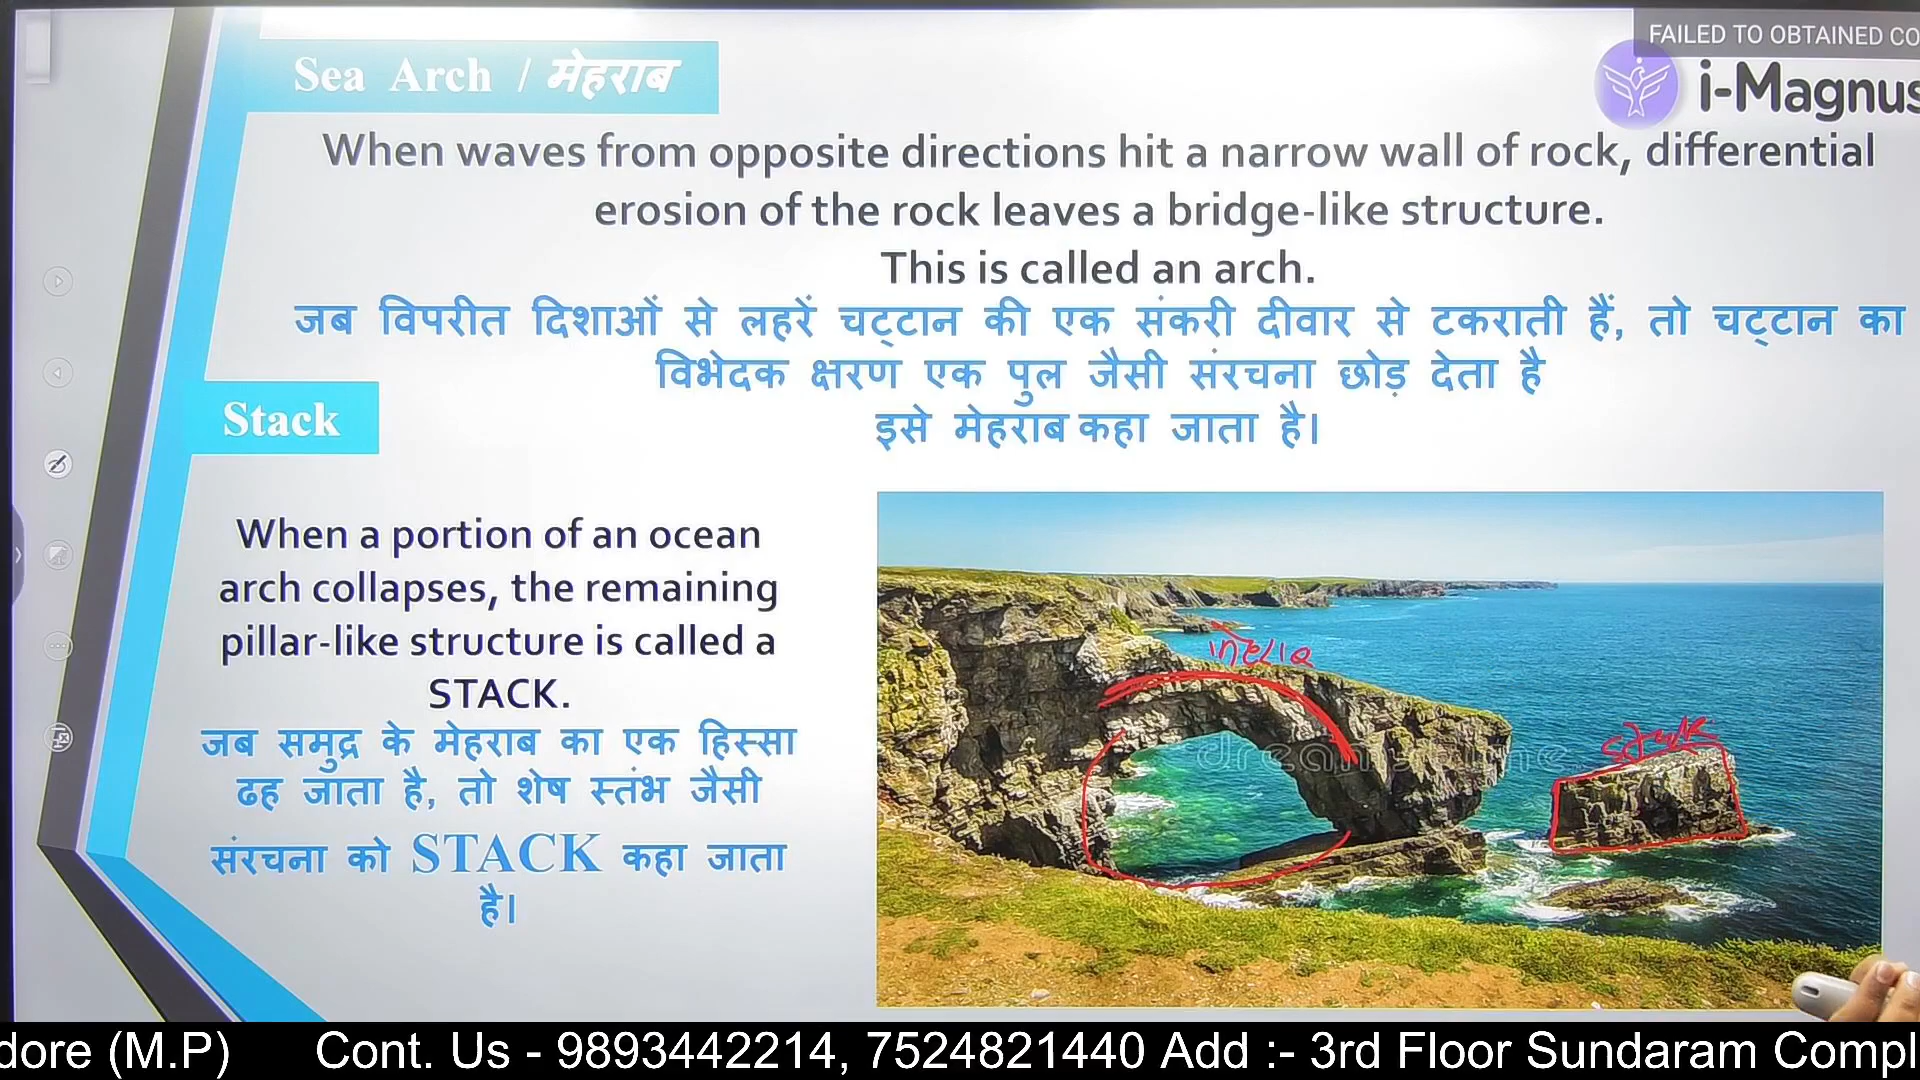 FAILED TO OBTAINED CO
i-Magnus
Sea Arch / मेहराब
When waves from opposite directions hit a narrow wall of rock, differential
erosion of the rock leaves a bridge-like structure.
This is called an arch.
जब विपरीत दिशाओं से लहरें चट्टान की एक संकरी दीवार से टकराती हैं, तो चट्टान का
विभेदक क्षरण एक पुल जैसी संरचना छोड़ देता है
इसे मेहराब कहा जाता है।
Stack
When a portion of an ocean
arch collapses, the remaining
pillar-like structure is called a
STACK.
जब समुद्र के मेहराब का एक हिस्सा
ढह जाता है, तो शेष स्तंभ जैसी
संरचना को STACK कहा जाता
है।
मेहराब
stack
dreamstime
dore (M.P) Cont. Us - 9893442214, 7524821440 Add :- 3rd Floor Sundaram Compl